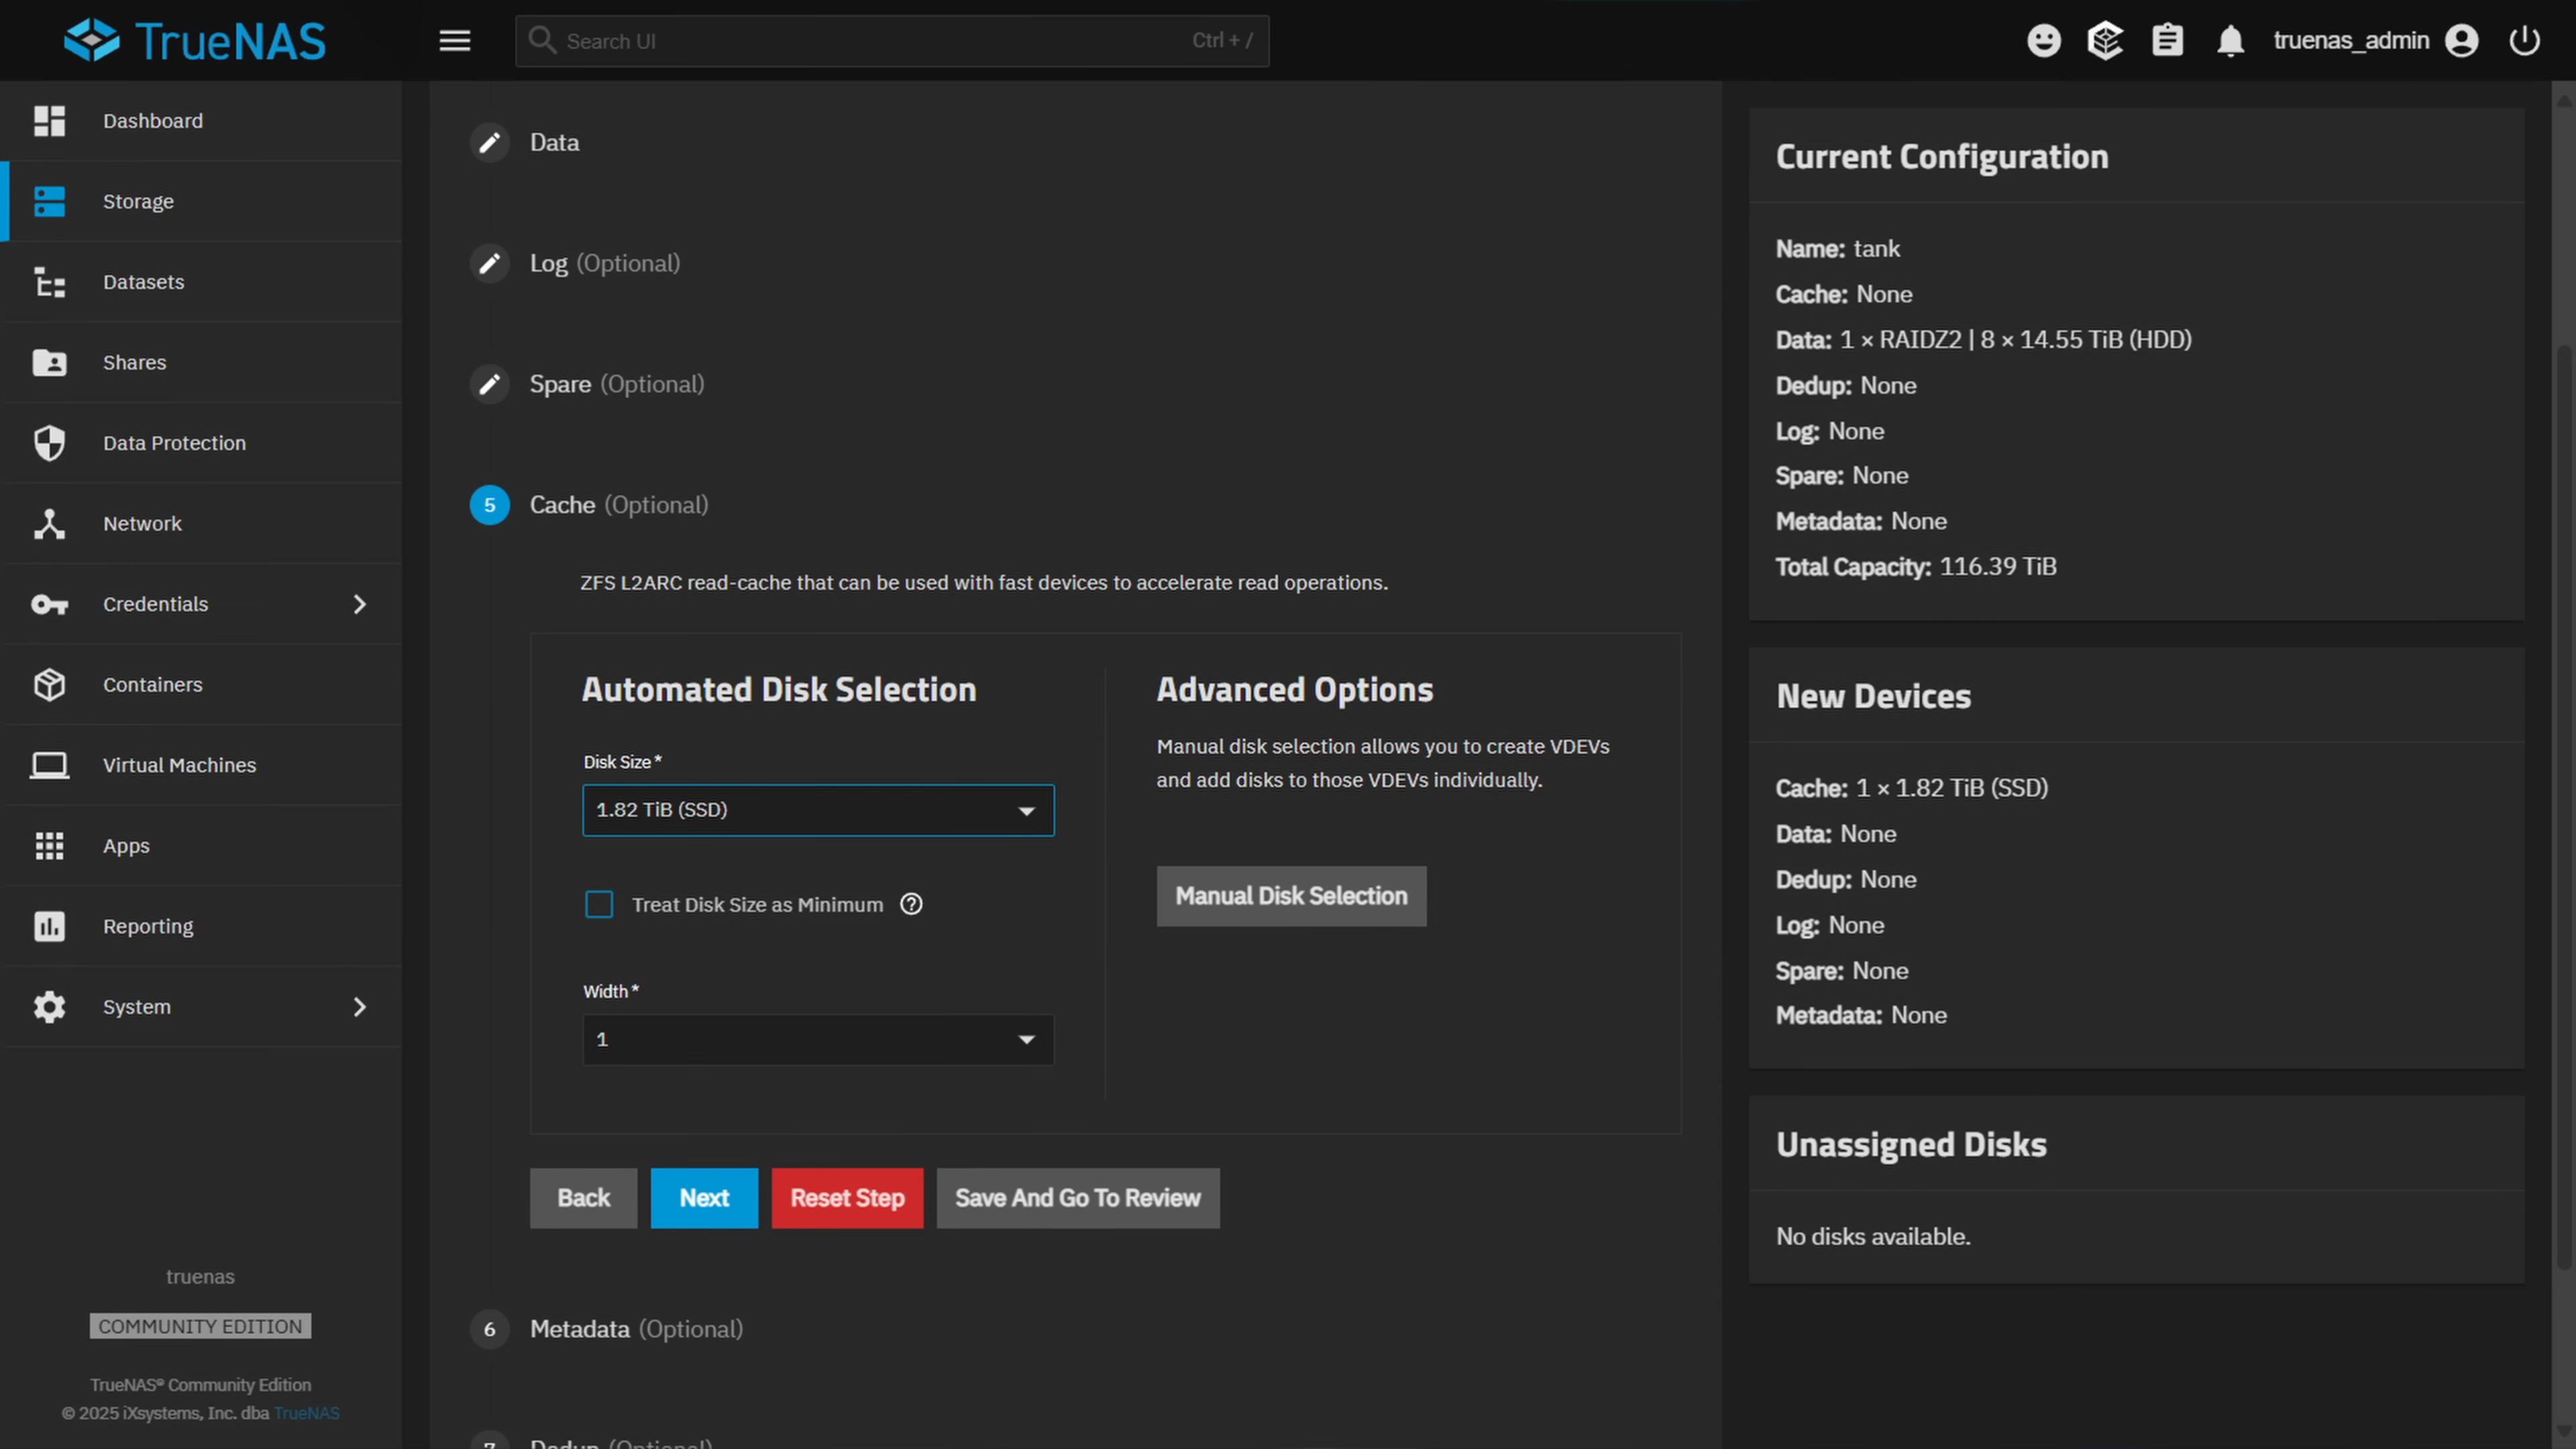 TrueNAS
Search UI
Ctrl + /
truenas_admin
Dashboard
Storage
Datasets
Shares
Data Protection
Network
Credentials
Containers
Virtual Machines
Apps
Reporting
System
truenas
COMMUNITY EDITION
TrueNAS® Community Edition
© 2025 iXsystems, Inc. dba TrueNAS
Data
Log (Optional)
Spare (Optional)
5 Cache (Optional)
ZFS L2ARC read-cache that can be used with fast devices to accelerate read operations.
Automated Disk Selection
Disk Size*
1.82 TiB (SSD)
Treat Disk Size as Minimum
Width*
1
Advanced Options
Manual disk selection allows you to create VDEVs
and add disks to those VDEVs individually.
Manual Disk Selection
Back
Next
Reset Step
Save And Go To Review
6 Metadata (Optional)
7 Dedup (Optional)
Current Configuration
Name: tank
Cache: None
Data: 1 × RAIDZ2 | 8 × 14.55 TiB (HDD)
Dedup: None
Log: None
Spare: None
Metadata: None
Total Capacity: 116.39 TiB
New Devices
Cache: 1 × 1.82 TiB (SSD)
Data: None
Dedup: None
Log: None
Spare: None
Metadata: None
Unassigned Disks
No disks available.